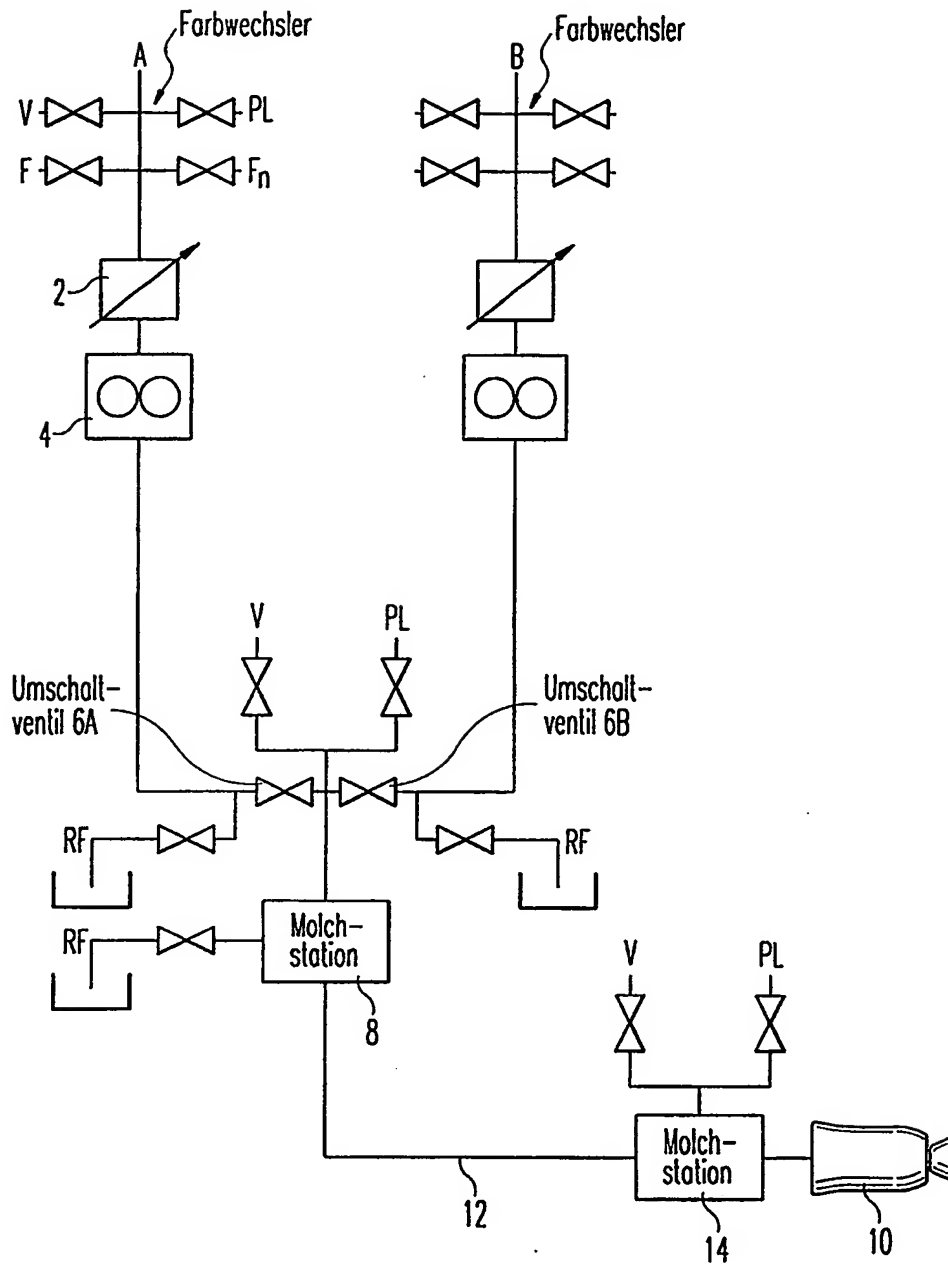 Farbwechsler
Farbwechsler
A
B
V
PL
F
Fn
2
4
V
PL
Umschalt-
ventil 6A
Umschalt-
ventil 6B
RF
RF
RF
Molch-
station
8
V
PL
Molch-
station
12
14
10